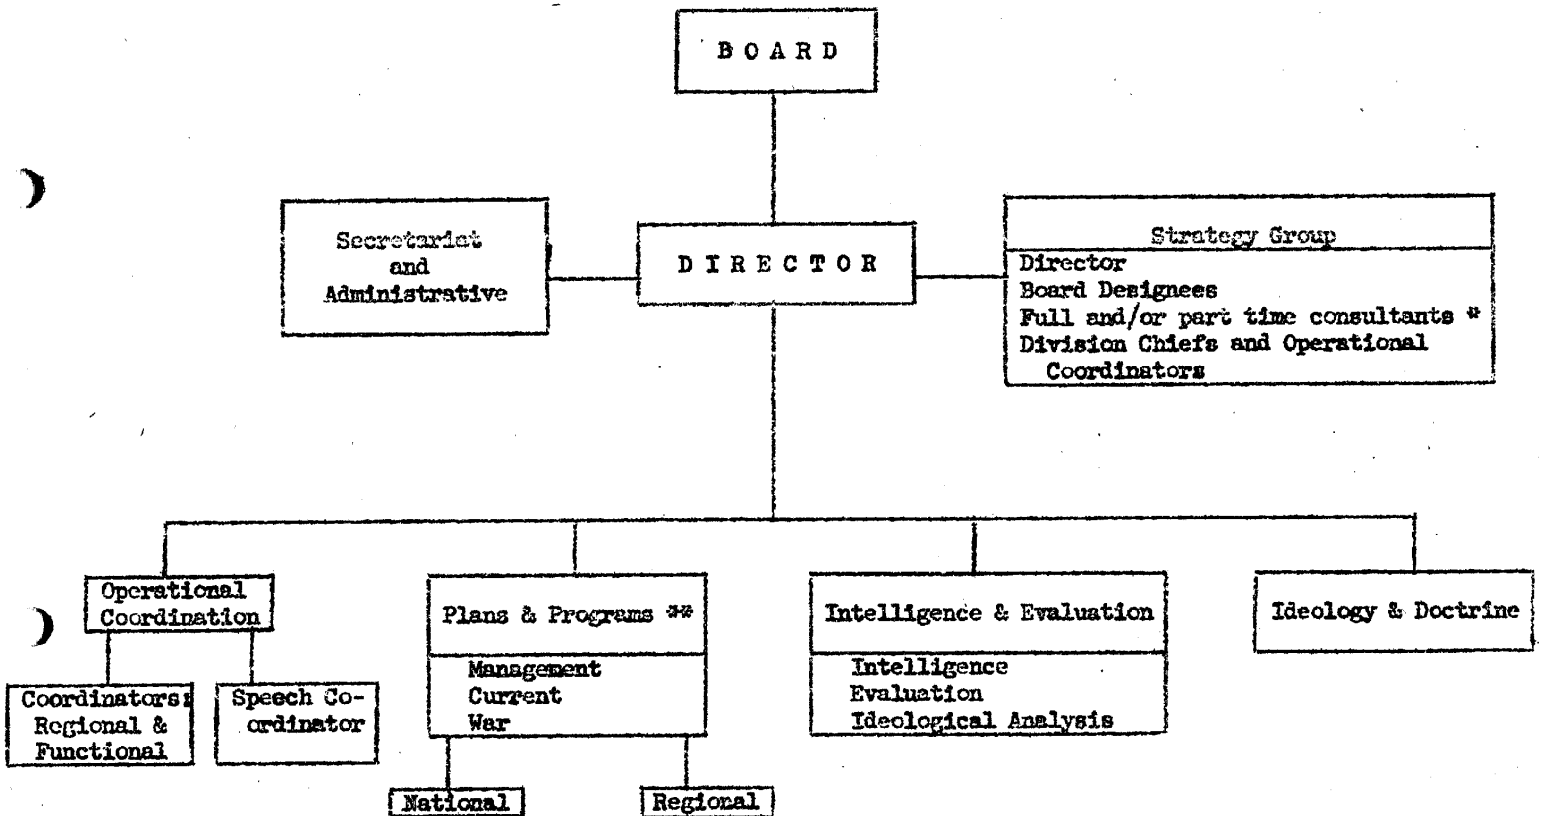 B O A R D
Secretariat
and
Administrative
D I R E C T O R
Strategy Group
Director
Board Designees
Full and/or part time consultants *
Division Chiefs and Operational
Coordinators
Operational
Coordination
Coordinators:
Regional &
Functional
Speech Co-
ordinator
Plans & Programs **
Management
Current
War
National
Regional
Intelligence & Evaluation
Intelligence
Evaluation
Ideological Analysis
Ideology & Doctrine